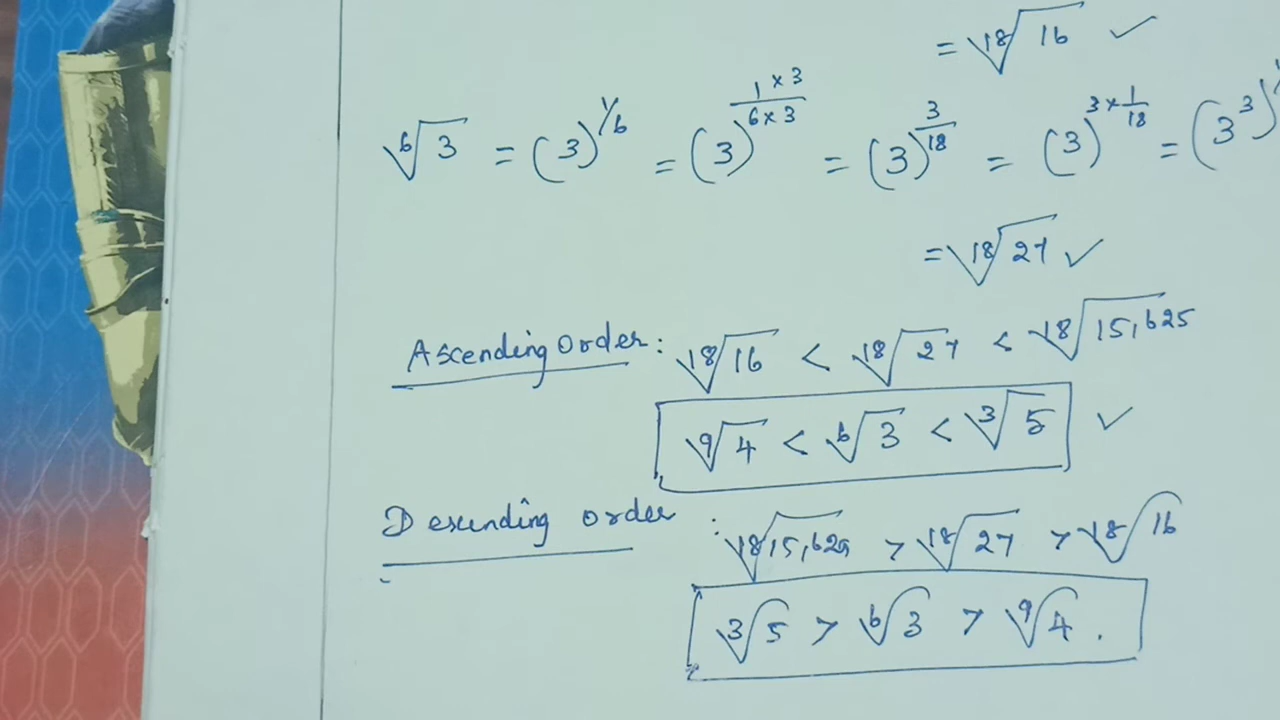 = ¹⁸√16 ✓
⁶√3 = (3)^1/6 = (3)^(1×3)/(6×3) = (3)^3/18 = (3)^3×1/18 = (3³)^1/
= ¹⁸√27 ✓
Ascending Order : ¹⁸√16 < ¹⁸√27 < ¹⁸√15,625
⁹√4 < ⁶√3 < ³√5 ✓
Descending order : ¹⁸√15,625 > ¹⁸√27 > ¹⁸√16
³√5 > ⁶√3 > ⁹√4 .